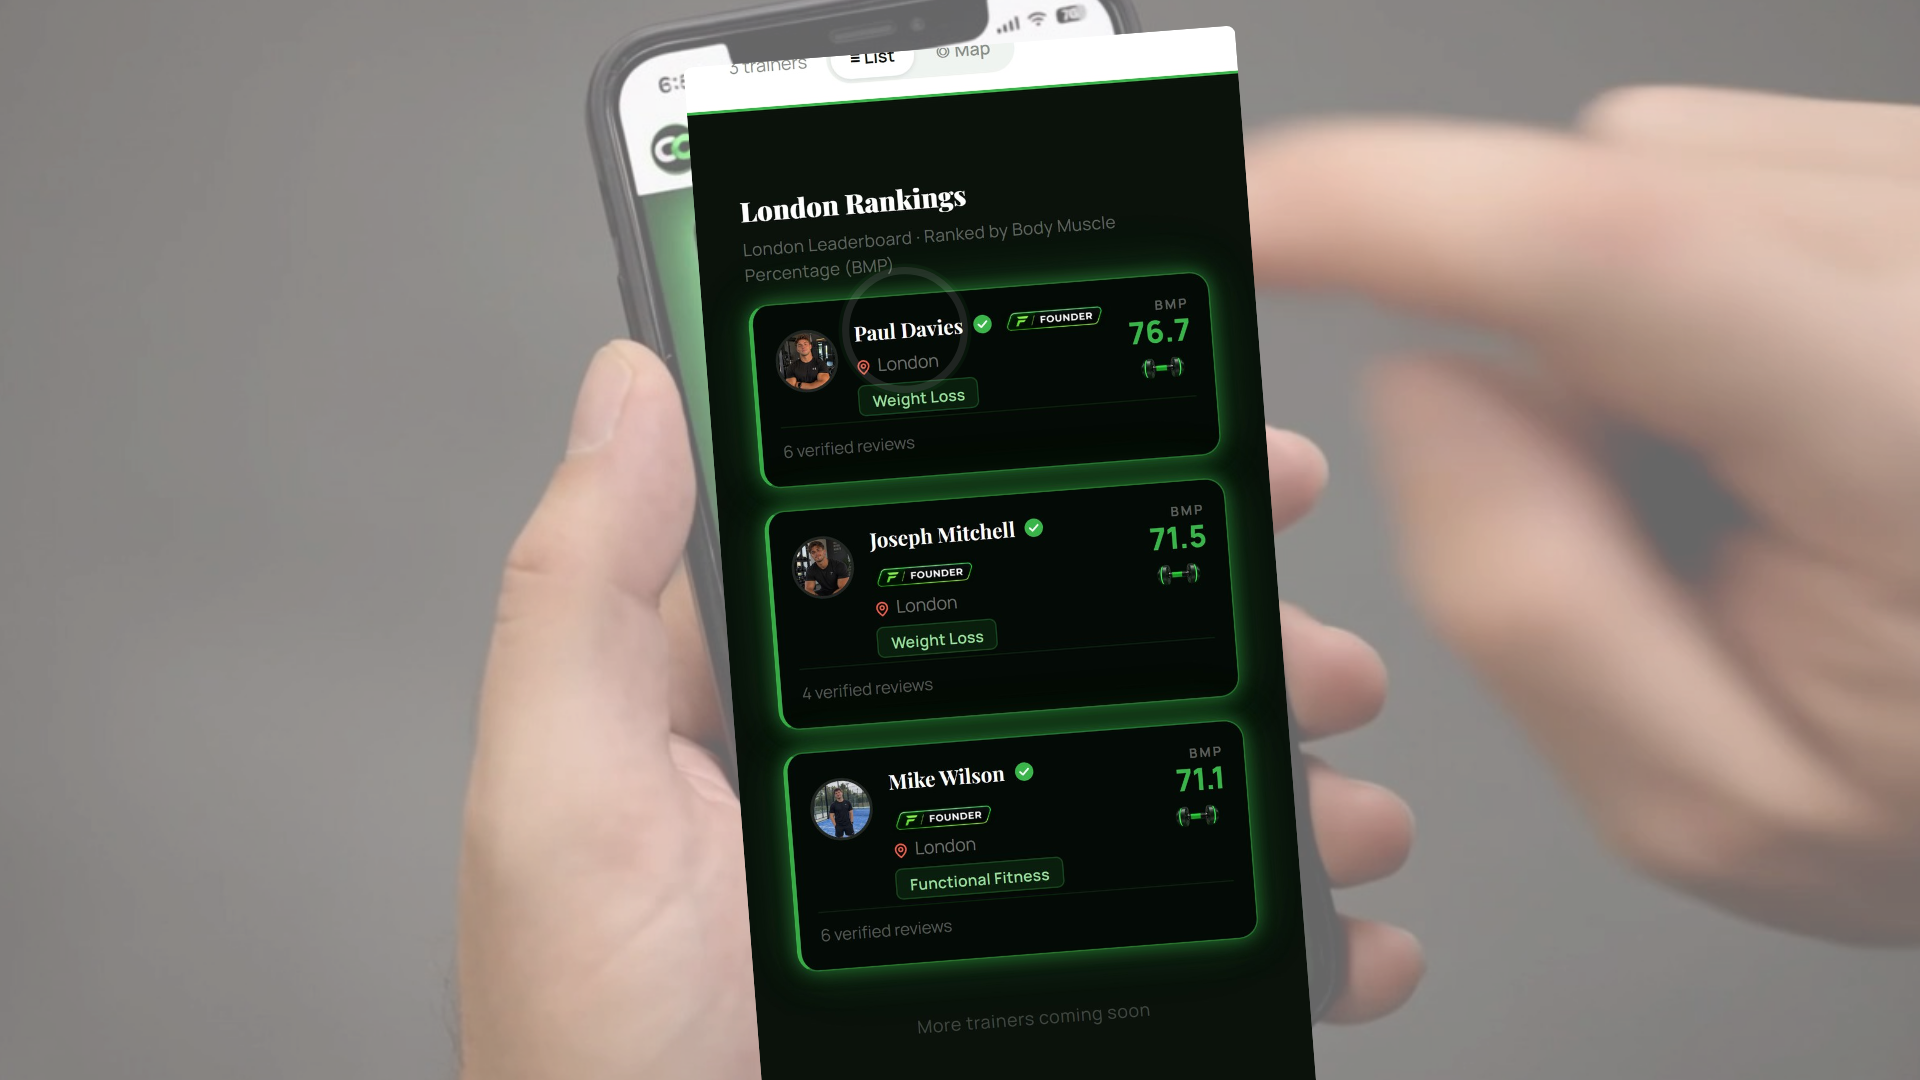 3 trainers
List
Map
London Rankings
London Leaderboard · Ranked by Body Muscle
Percentage (BMP)
Paul Davies
FOUNDER
BMP
76.7
London
Weight Loss
6 verified reviews
Joseph Mitchell
BMP
71.5
FOUNDER
London
Weight Loss
4 verified reviews
Mike Wilson
BMP
71.1
FOUNDER
London
Functional Fitness
6 verified reviews
More trainers coming soon